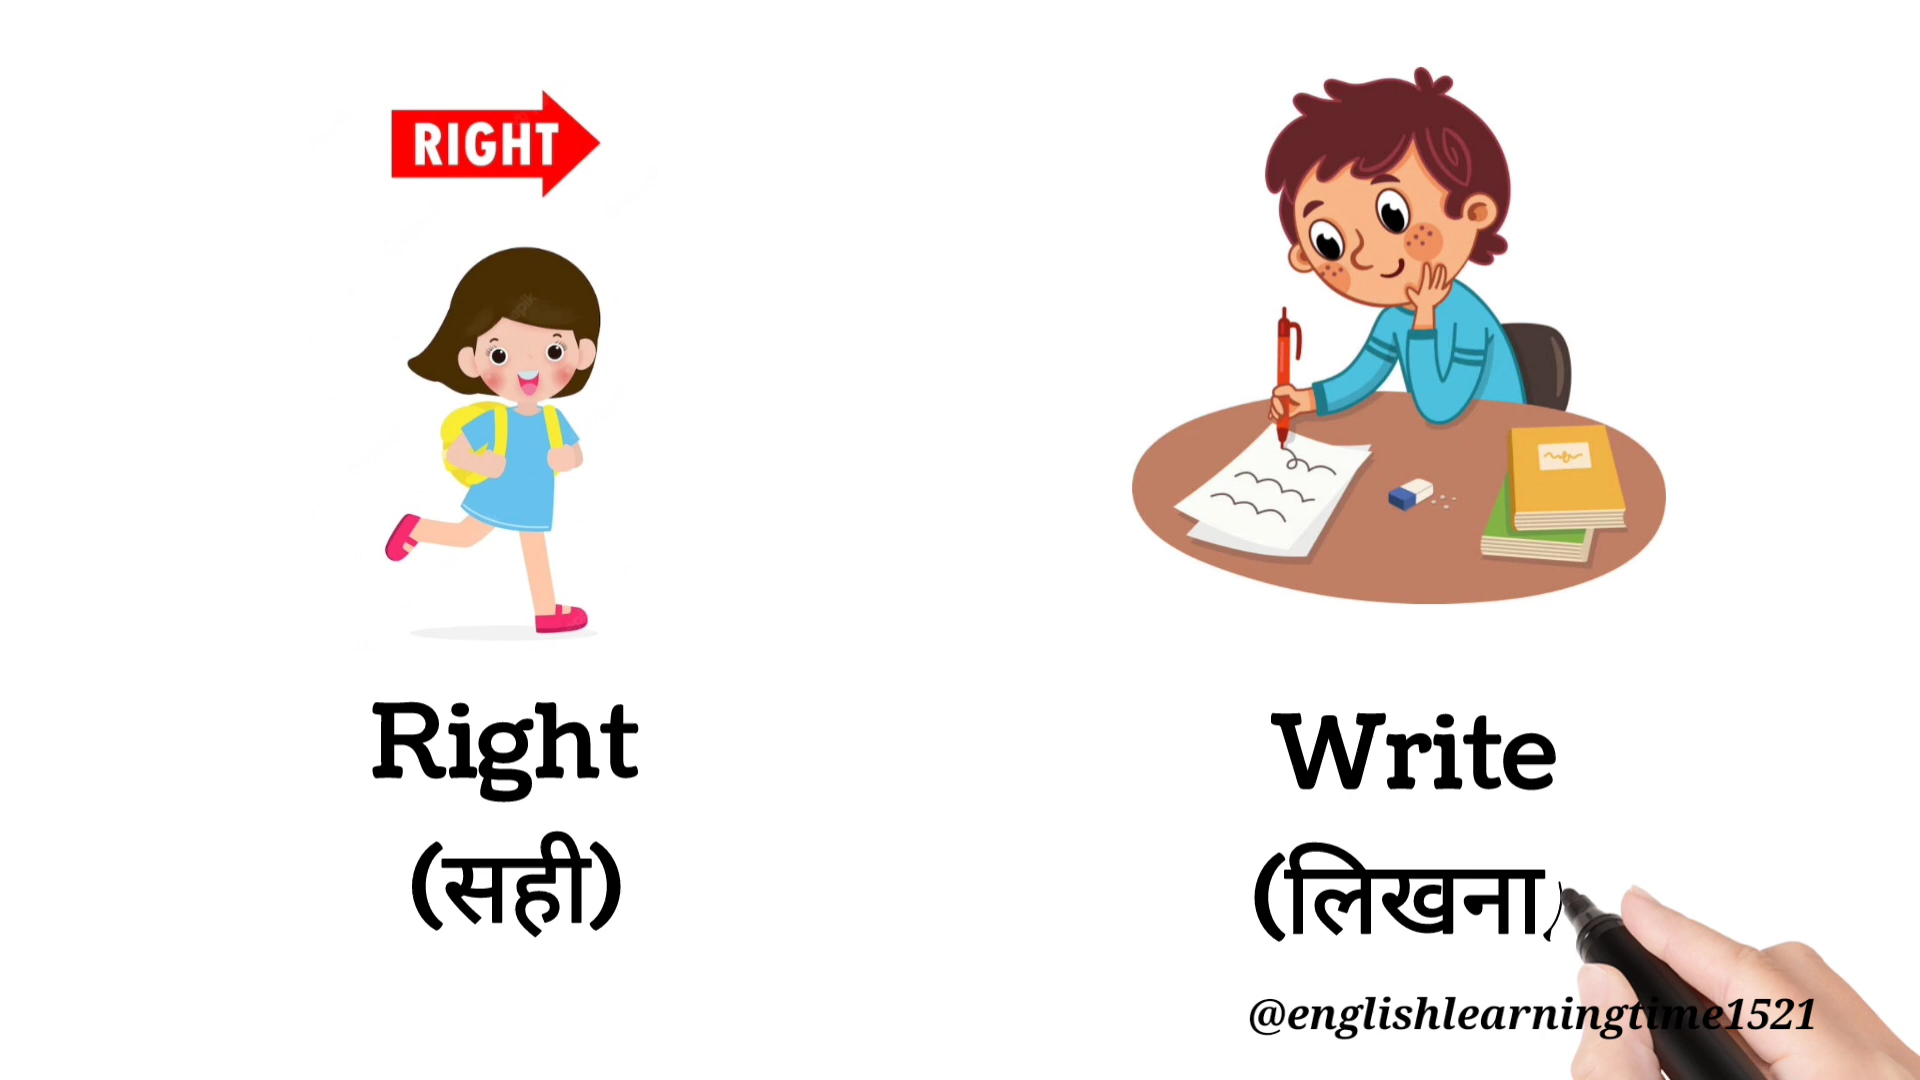 RIGHT
Right
(सही)
Write
(लिखना)
@englishlearningtime1521